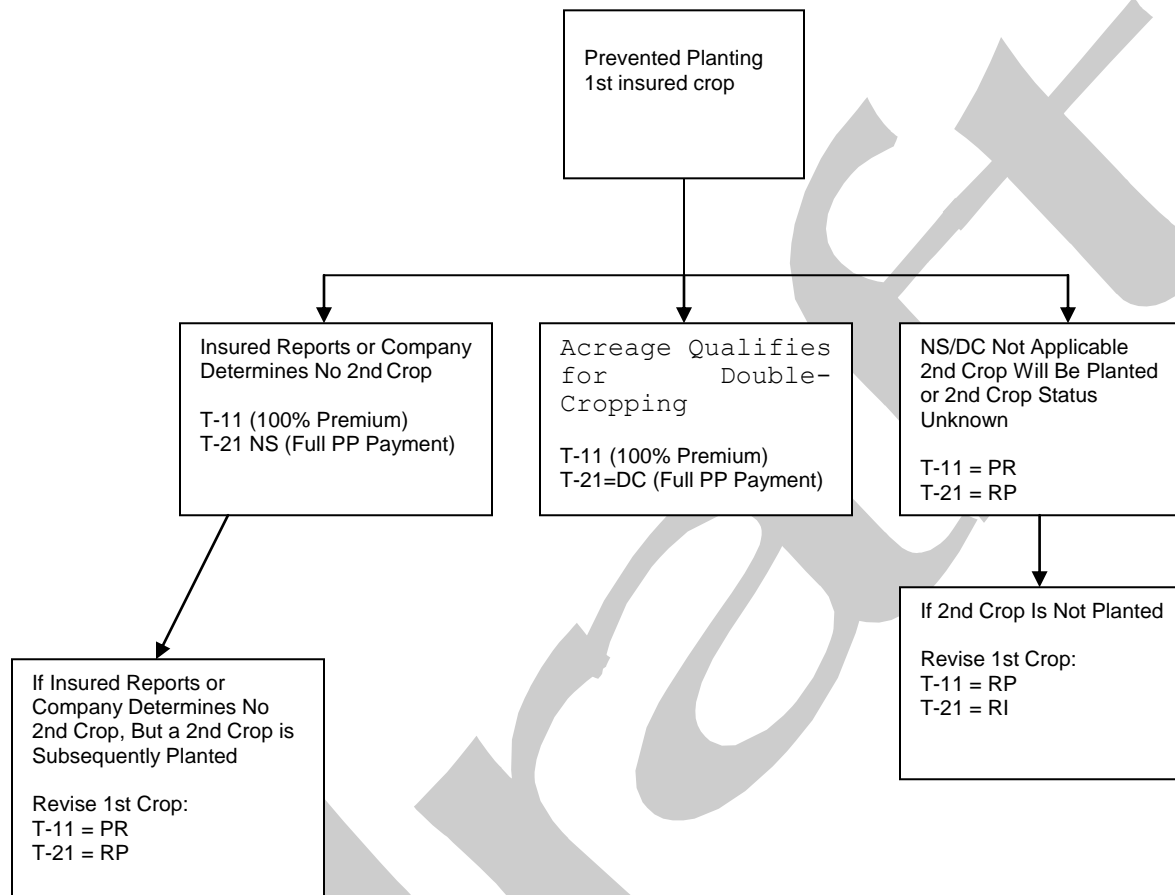 Prevented Planting
1st insured crop
Insured Reports or Company
Determines No 2nd Crop
T-11 (100% Premium)
T-21 NS (Full PP Payment)
Acreage Qualifies
for Double-
Cropping
T-11 (100% Premium)
T-21=DC (Full PP Payment)
NS/DC Not Applicable
2nd Crop Will Be Planted
or 2nd Crop Status
Unknown
T-11 = PR
T-21 = RP
If 2nd Crop Is Not Planted
Revise 1st Crop:
T-11 = RP
T-21 = RI
If Insured Reports or
Company Determines No
2nd Crop, But a 2nd Crop is
Subsequently Planted
Revise 1st Crop:
T-11 = PR
T-21 = RP
raft